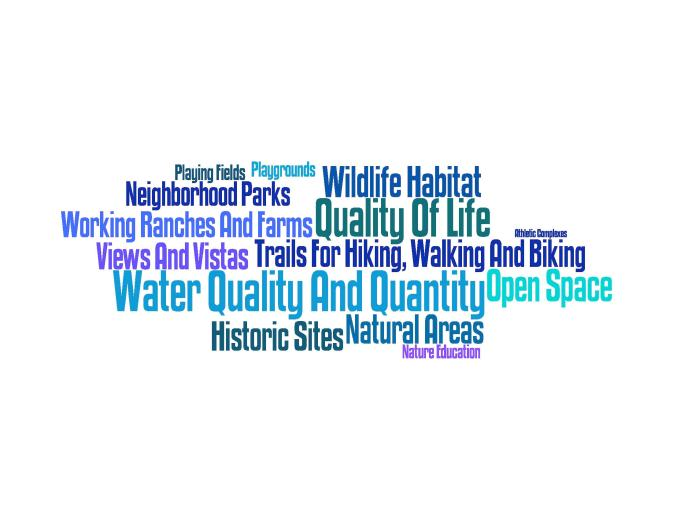 Playing Fields
Playgrounds
Wildlife Habitat
Neighborhood Parks
Working Ranches And Farms
Quality Of Life
Athletic Complexes
Views And Vistas
Trails For Hiking, Walking And Biking
Water Quality And Quantity
Open Space
Historic Sites
Natural Areas
Nature Education